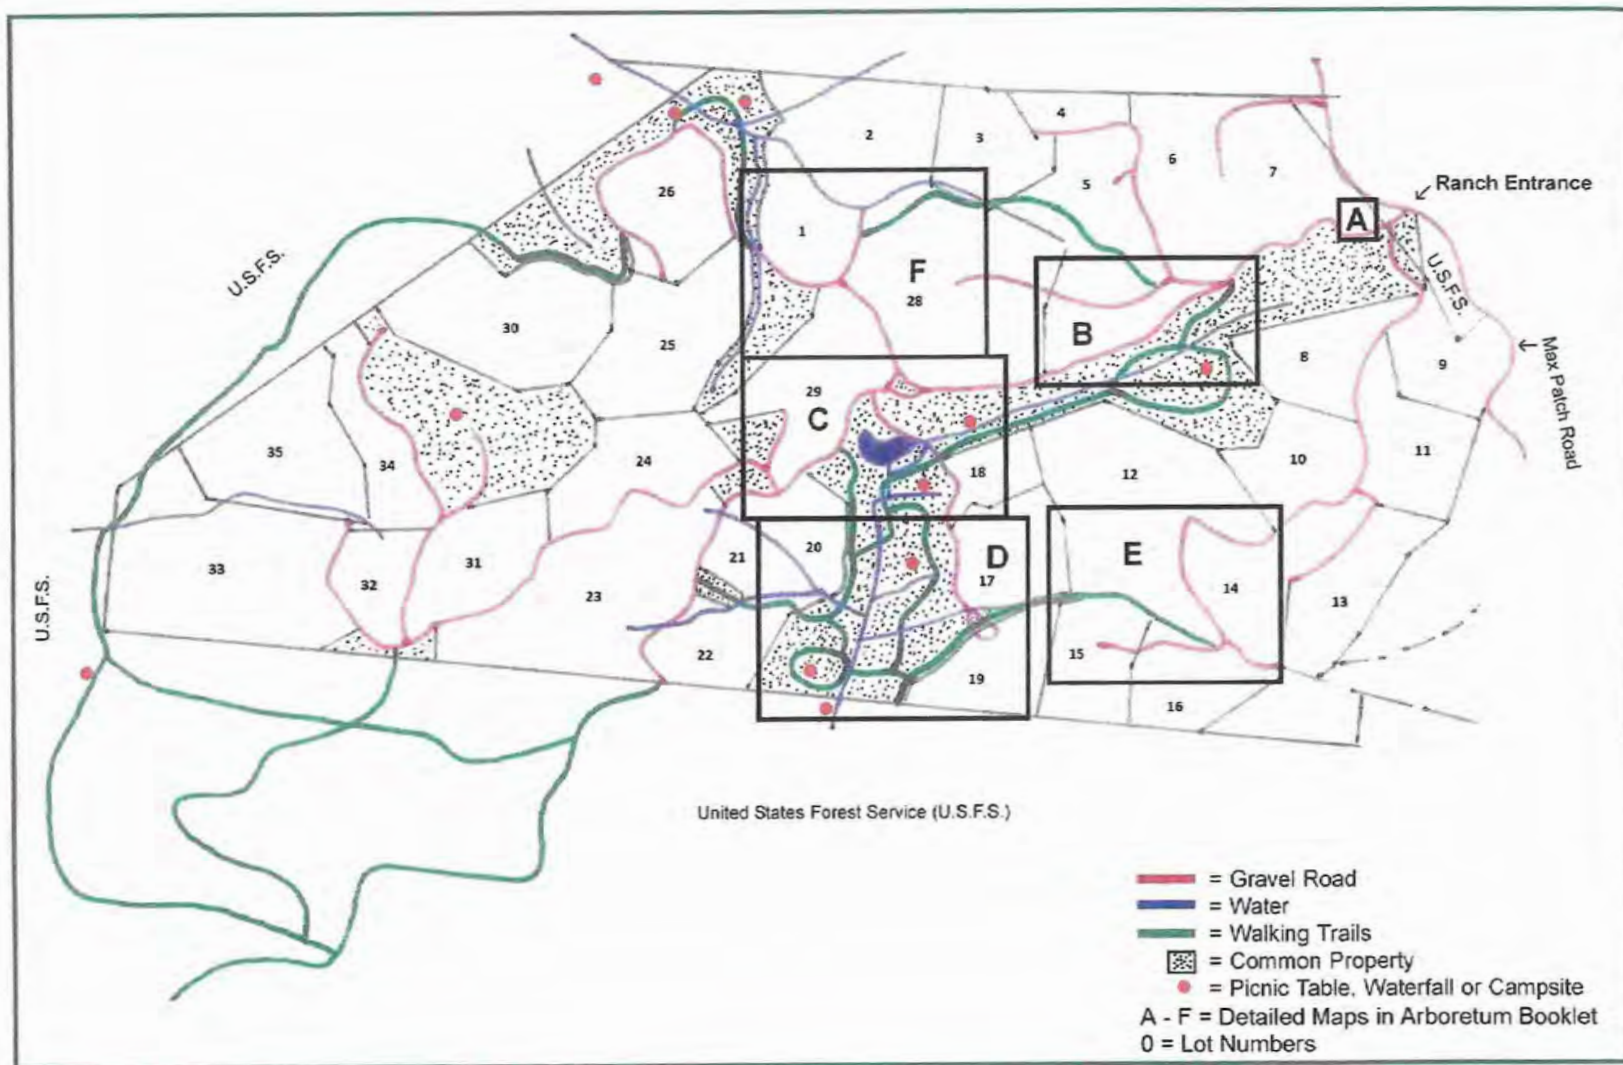 4
2
3
6
5
7
26
Ranch Entrance
A
1
U.S.F.S.
F
28
U.S.F.S.
30
25
B
8
9
Max Patch Road
29
C
35
34
24
18
12
10
11
33
32
31
23
21
20
D
17
E
14
13
U.S.F.S.
22
19
15
16
United States Forest Service (U.S.F.S.)
= Gravel Road
= Water
= Walking Trails
= Common Property
= Picnic Table, Waterfall or Campsite
A - F = Detailed Maps in Arboretum Booklet
0 = Lot Numbers